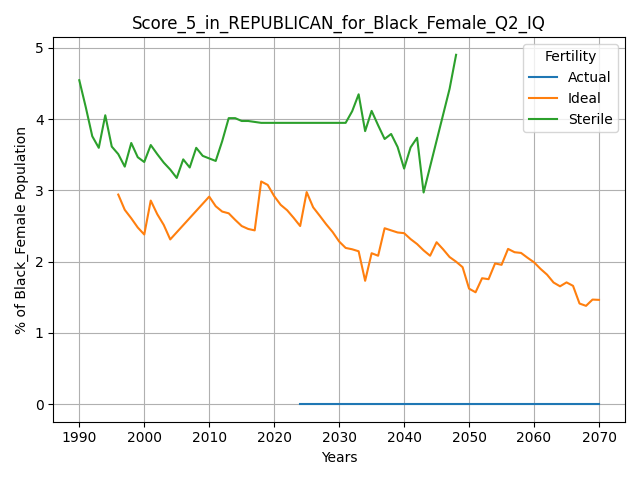 Score_5_in_REPUBLICAN_for_Black_Female_Q2_IQ
% of Black_Female Population
5
4
3
2
1
0
Fertility
Actual
Ideal
Sterile
1990 2000 2010 2020 2030 2040 2050 2060 2070
Years